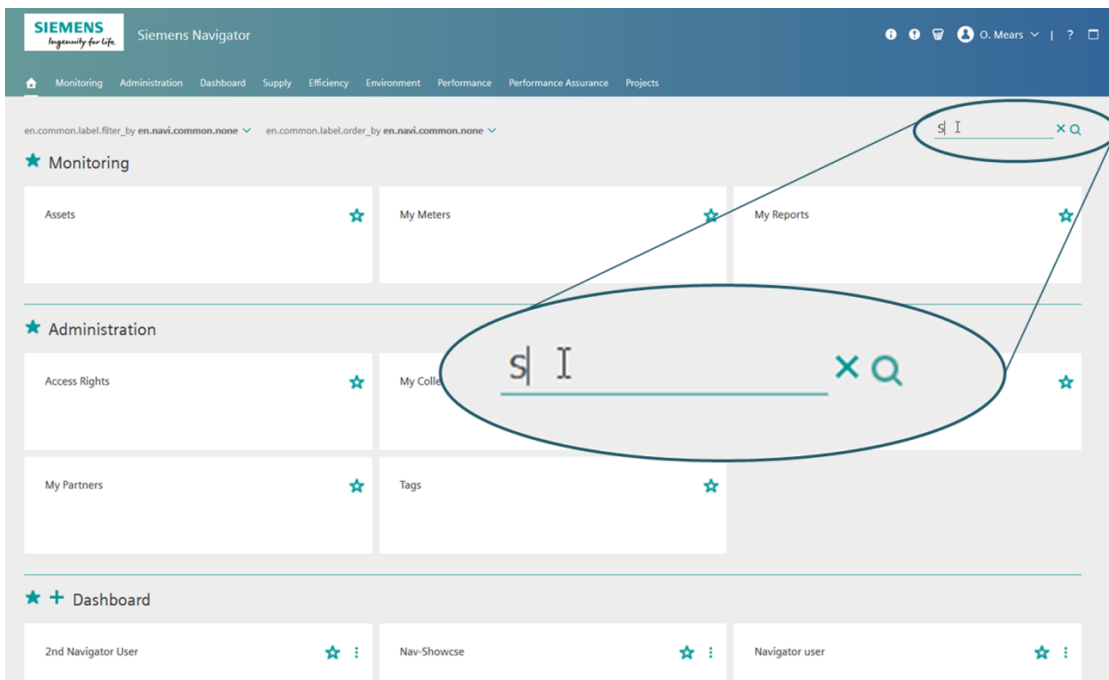 SIEMENS
Ingenuity for life
Siemens Navigator
O. Mears
?
Monitoring Administration Dashboard Supply Efficiency Environment Performance Performance Assurance Projects
en.common.label.filter_by en.navi.common.none en.common.label.order_by en.navi.common.none
s
Monitoring
Assets My Meters My Reports
Administration
s
Access Rights My Colle
My Partners Tags
Dashboard
2nd Navigator User Nav-Showcse Navigator user